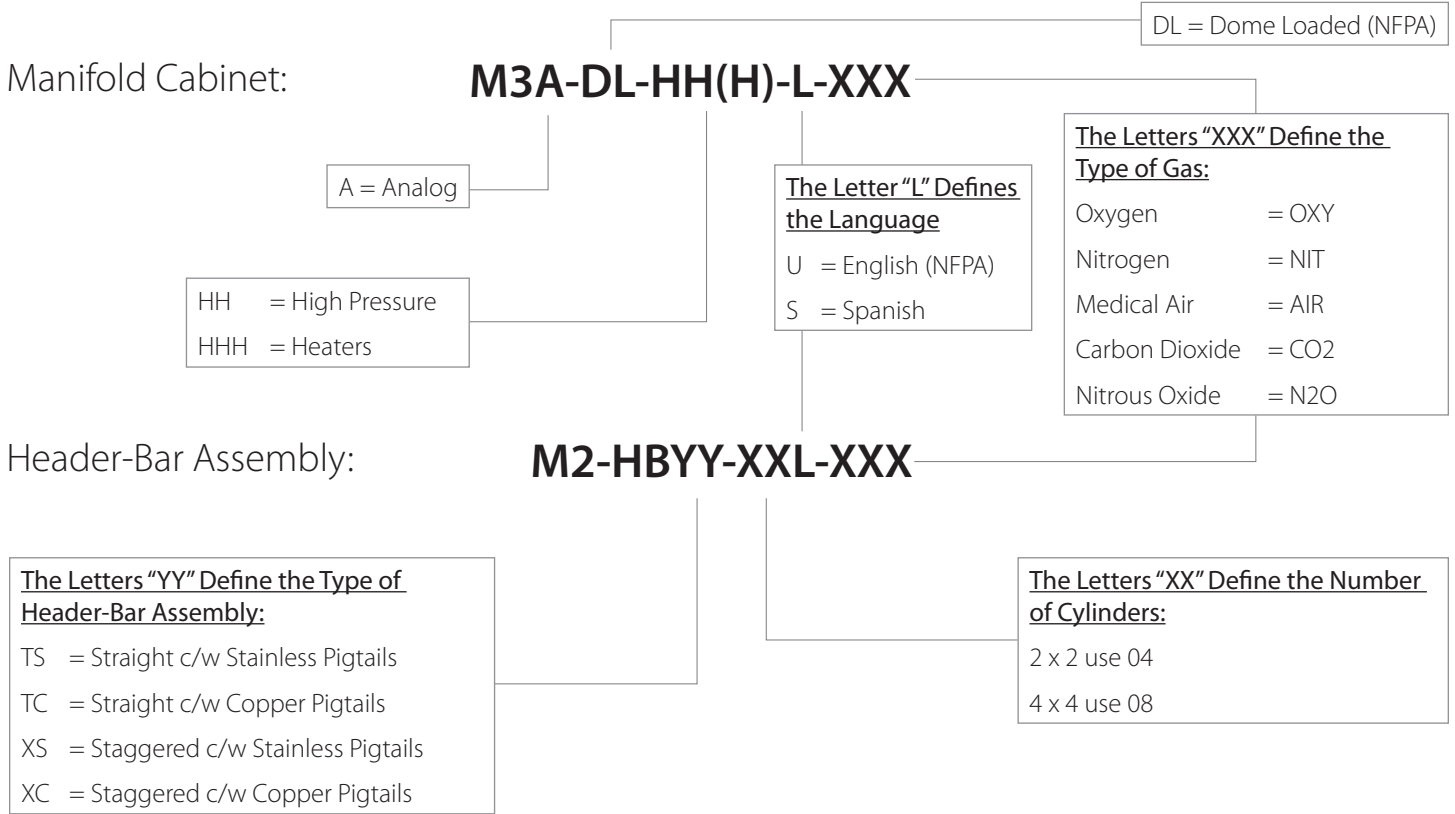 DL = Dome Loaded (NFPA)
Manifold Cabinet: M3A-DL-HH(H)-L-XXX
A = Analog
HH = High Pressure
HHH = Heaters
The Letter “L” Defines
the Language
U = English (NFPA)
S = Spanish
The Letters “XXX” Define the
Type of Gas:
Oxygen = OXY
Nitrogen = NIT
Medical Air = AIR
Carbon Dioxide = CO2
Nitrous Oxide = N2O
Header-Bar Assembly: M2-HBYY-XXL-XXX
The Letters “YY” Define the Type of
Header-Bar Assembly:
TS = Straight c/w Stainless Pigtails
TC = Straight c/w Copper Pigtails
XS = Staggered c/w Stainless Pigtails
XC = Staggered c/w Copper Pigtails
The Letters “XX” Define the Number
of Cylinders:
2 x 2 use 04
4 x 4 use 08